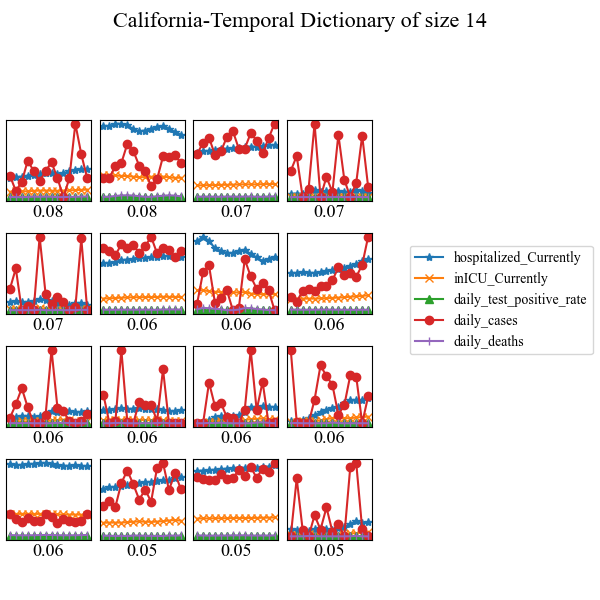 California-Temporal Dictionary of size 14
0.08
0.08
0.07
0.07
0.07
0.06
0.06
0.06
0.06
0.06
0.06
0.06
0.06
0.05
0.05
0.05
hospitalized_Currently
inICU_Currently
daily_test_positive_rate
daily_cases
daily_deaths